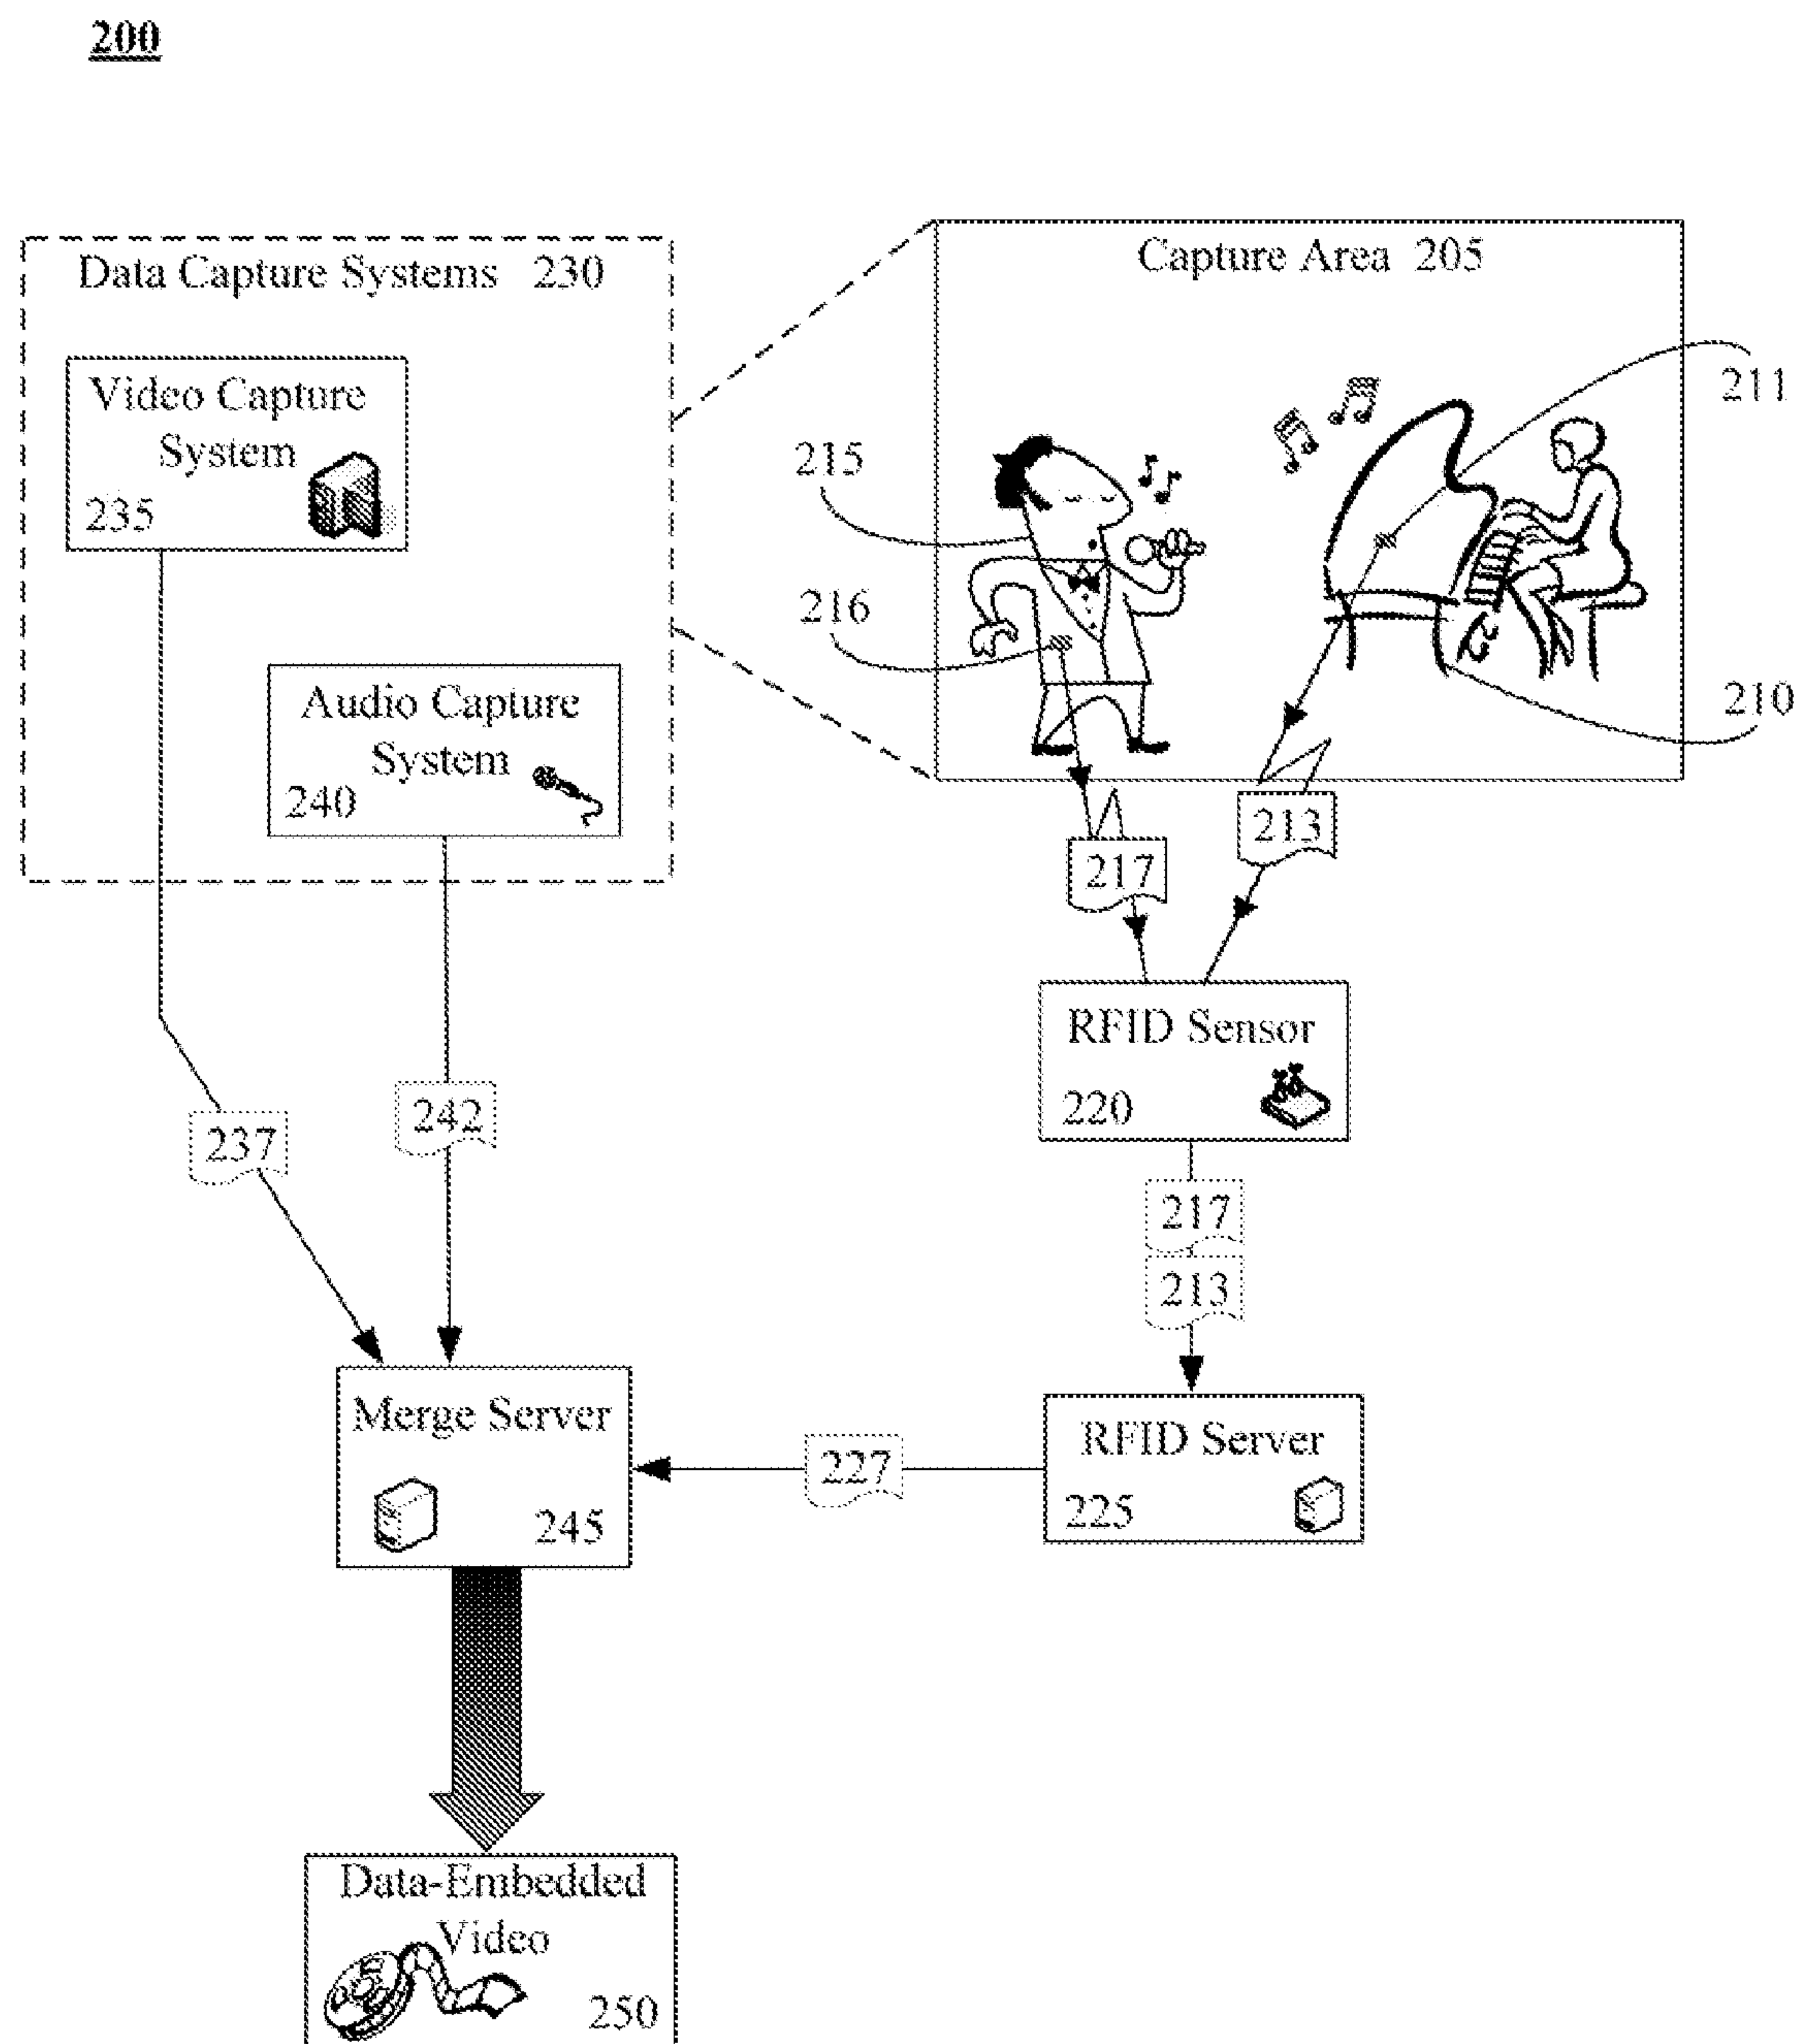 200
Data Capture Systems 230
Video Capture
System
235
Audio Capture
System
240
Capture Area 205
211
215
216
210
213
217
RFID Sensor
220
237
242
217
213
Merge Server
245
227
RFID Server
225
Data-Embedded
Video
250